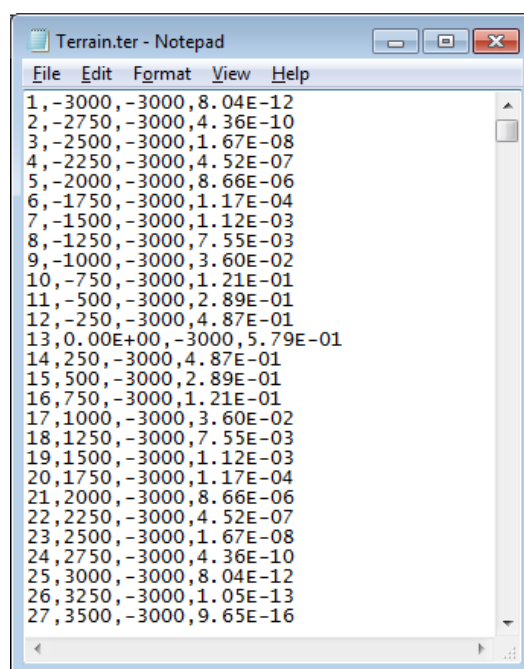 Terrain.ter - Notepad
File Edit Format View Help
1,-3000,-3000,8.04E-12
2,-2750,-3000,4.36E-10
3,-2500,-3000,1.67E-08
4,-2250,-3000,4.52E-07
5,-2000,-3000,8.66E-06
6,-1750,-3000,1.17E-04
7,-1500,-3000,1.12E-03
8,-1250,-3000,7.55E-03
9,-1000,-3000,3.60E-02
10,-750,-3000,1.21E-01
11,-500,-3000,2.89E-01
12,-250,-3000,4.87E-01
13,0.00E+00,-3000,5.79E-01
14,250,-3000,4.87E-01
15,500,-3000,2.89E-01
16,750,-3000,1.21E-01
17,1000,-3000,3.60E-02
18,1250,-3000,7.55E-03
19,1500,-3000,1.12E-03
20,1750,-3000,1.17E-04
21,2000,-3000,8.66E-06
22,2250,-3000,4.52E-07
23,2500,-3000,1.67E-08
24,2750,-3000,4.36E-10
25,3000,-3000,8.04E-12
26,3250,-3000,1.05E-13
27,3500,-3000,9.65E-16